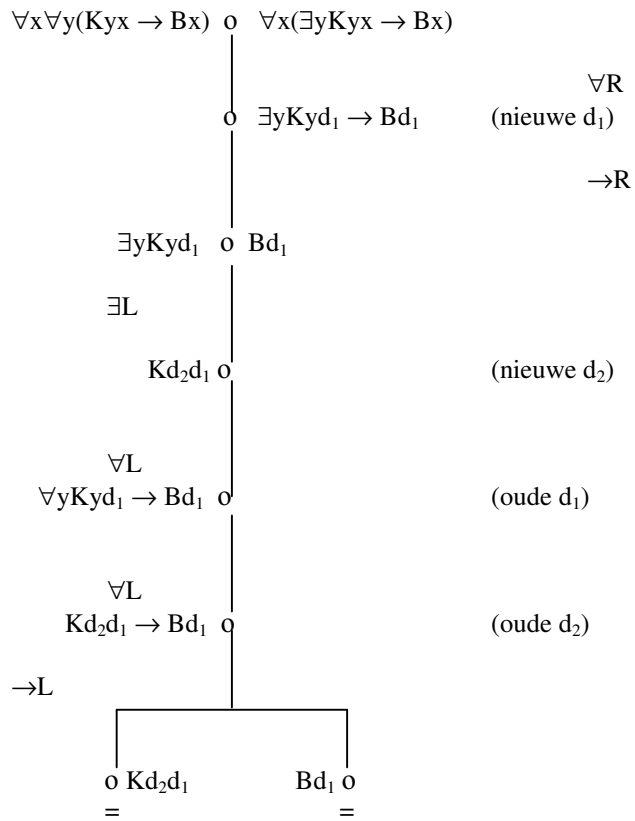 ∀x∀y(Kyx → Bx) o ∀x(∃yKyx → Bx)
∀R
o ∃yKyd₁ → Bd₁ (nieuwe d₁)
→R
∃yKyd₁ o Bd₁
∃L
Kd₂d₁ o (nieuwe d₂)
∀L
∀yKyd₁ → Bd₁ o (oude d₁)
∀L
Kd₂d₁ → Bd₁ o (oude d₂)
→L
o Kd₂d₁ Bd₁ o
= =